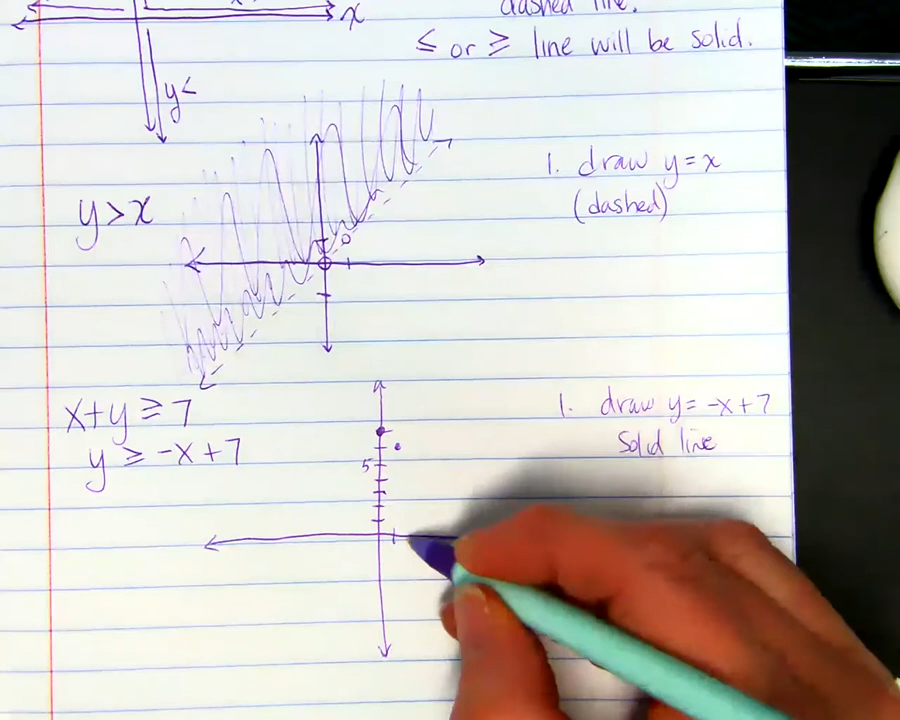 x
dashed line.
≤ or ≥ line will be solid.
y<
y>x
1. draw y=x
(dashed)
x+y ≥ 7
y ≥ -x+7
5
1. draw y= -x+7
Solid line